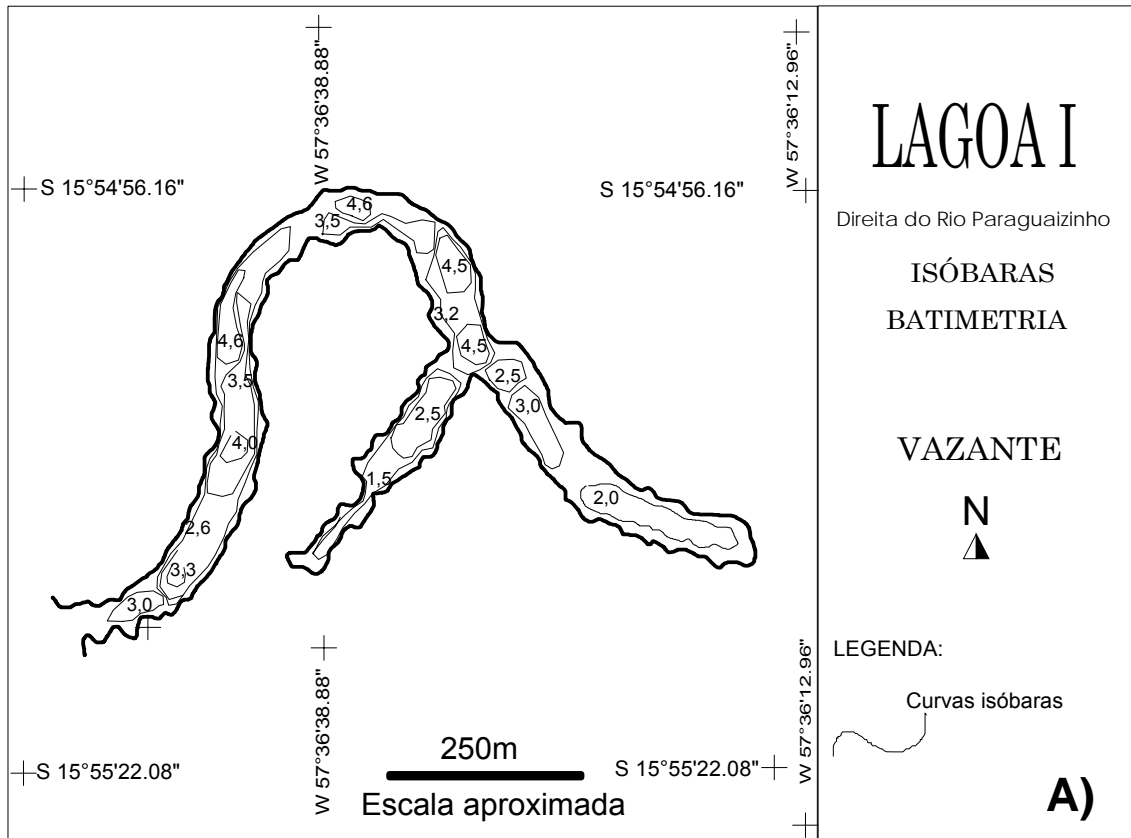 W 57°36'38.88"
W 57°36'12.96"
S 15°54'56.16"
S 15°54'56.16"
4,6
3,5
4,5
3,2
4,6
4,5
3,5
2,5
3,0
2,5
4,0
1,5
2,0
2,6
3,3
3,0
W 57°36'38.88"
W 57°36'12.96"
S 15°55'22.08"
S 15°55'22.08"
250m
Escala aproximada
LAGOA I
Direita do Rio Paraguaizinho
ISÓBARAS
BATIMETRIA
VAZANTE
N
LEGENDA:
Curvas isóbaras
A)